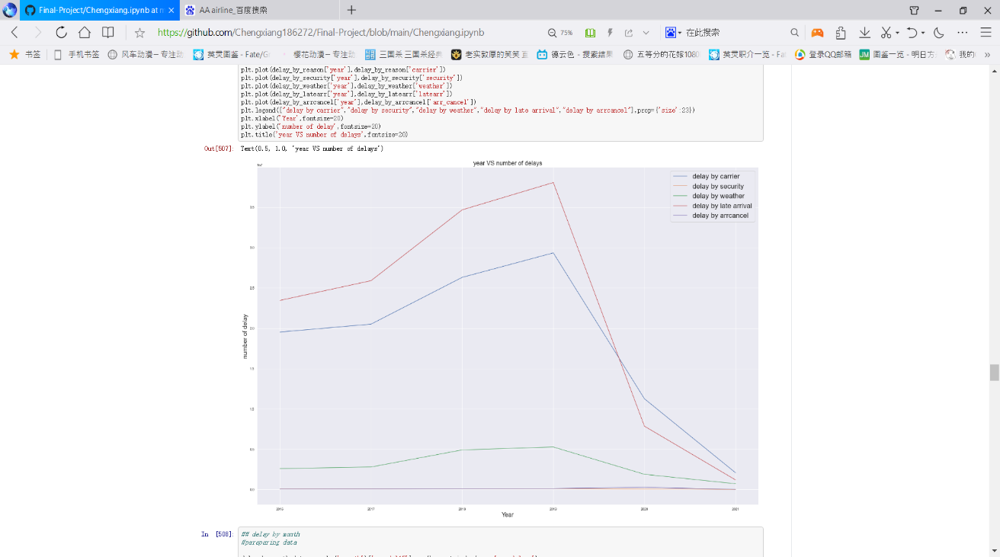 Final-Project/Chengxiang.ipynb at m
AA airline_百度搜索
https://github.com/Chengxiang186272/Final-Project/blob/main/Chengxiang.ipynb
75%
在此搜索
书签
手机书签
风车动漫－专注动
英灵图鉴 - Fate/G
樱花动漫－专注动
三国杀 三国杀经典
老实敦厚的笑笑
德云色 - 搜索结果
五等分的花嫁1080
英灵职介一览 - Fa
登录QQ邮箱
图鉴一览 - 明日方
我的
plt.plot(delay_by_reason['year'],delay_by_reason['carrier'])
plt.plot(delay_by_security['year'],delay_by_security['security'])
plt.plot(delay_by_weather['year'],delay_by_weather['weather'])
plt.plot(delay_by_latearr['year'],delay_by_latearr['latearr'])
plt.plot(delay_by_arrcancel['year'],delay_by_arrcancel['arr_cancel'])
plt.legend(["delay by carrier","delay by security","delay by weather","delay by late arrival","delay by arrcancel"],prop={'size':23})
plt.xlabel('Year',fontsize=20)
plt.ylabel('number of delay',fontsize=20)
plt.title('year VS number of delays',fontsize=20)
Out[507]: Text(0.5, 1.0, 'year VS number of delays')
year VS number of delays
1e7
delay by carrier
delay by security
delay by weather
delay by late arrival
delay by arrcancel
3.5
3.0
2.5
2.0
1.5
1.0
0.5
0.0
number of delay
2016
2017
2018
2019
2020
2021
Year
In [508]:
## delay by month
#pareparing data